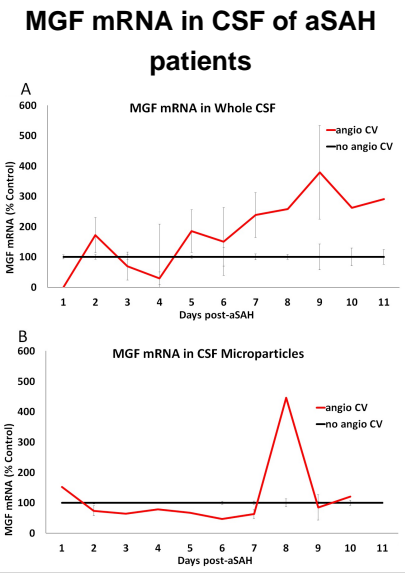 MGF mRNA in CSF of aSAH
patients
A
MGF mRNA in Whole CSF
600
500
400
300
200
100
0
MGF mRNA (% Control)
angio CV
no angio CV
1 2 3 4 5 6 7 8 9 10 11
Days post-aSAH
B
MGF mRNA in CSF Microparticles
600
500
400
300
200
100
0
MGF mRNA (% Control)
angio CV
no angio CV
1 2 3 4 5 6 7 8 9 10 11
Days post-aSAH